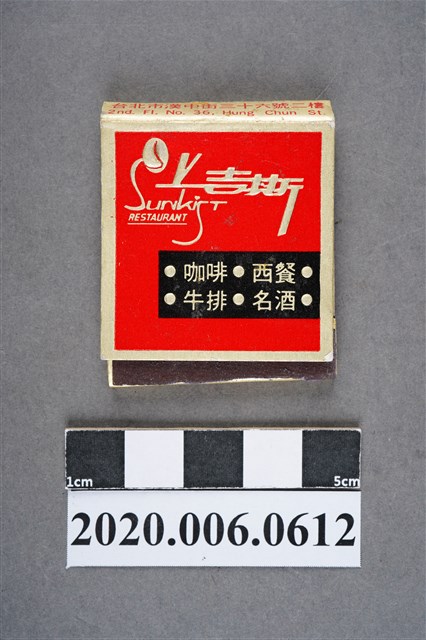 台北市漢中街三十六號二樓
2nd. Fl. No. 36, Hung Chun St
上吉斯
Sunkist
RESTAURANT
●咖啡●西餐●
●牛排●名酒●
1cm 5cm
2020.006.0612